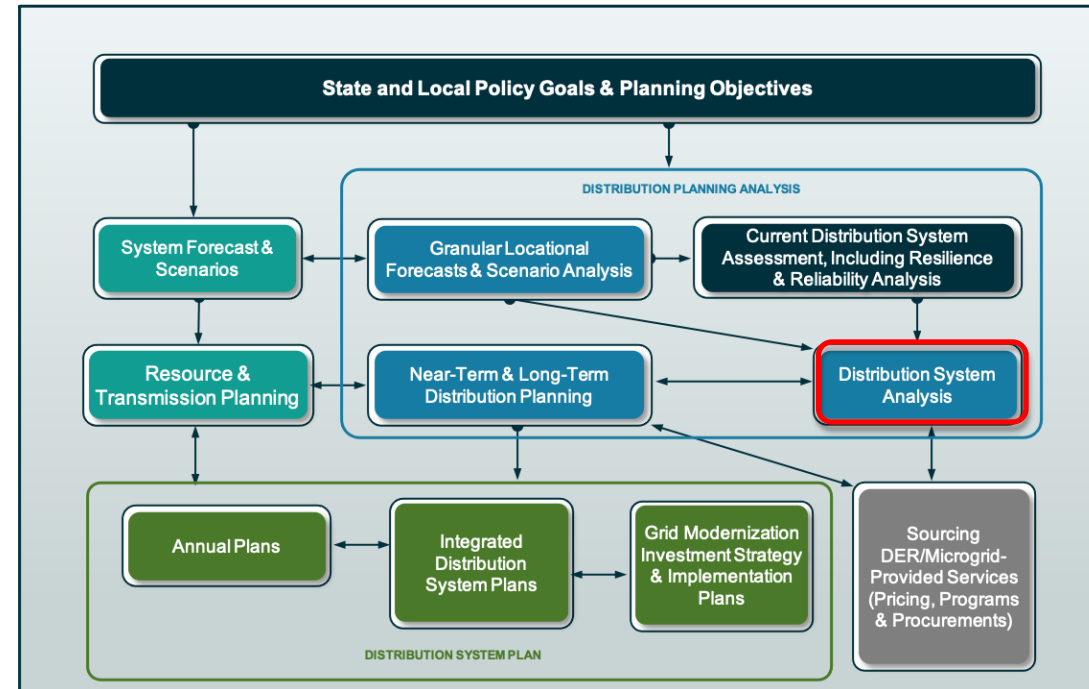 State and Local Policy Goals & Planning Objectives
DISTRIBUTION PLANNING ANALYSIS
System Forecast &
Scenarios
Granular Locational
Forecasts & Scenario Analysis
Current Distribution System
Assessment, Including Resilience
& Reliability Analysis
Resource &
Transmission Planning
Near-Term & Long-Term
Distribution Planning
Distribution System
Analysis
Annual Plans
Integrated
Distribution
System Plans
Grid Modernization
Investment Strategy
& Implementation
Plans
Sourcing
DER/Microgrid-
Provided Services
(Pricing, Programs
& Procurements)
DISTRIBUTION SYSTEM PLAN